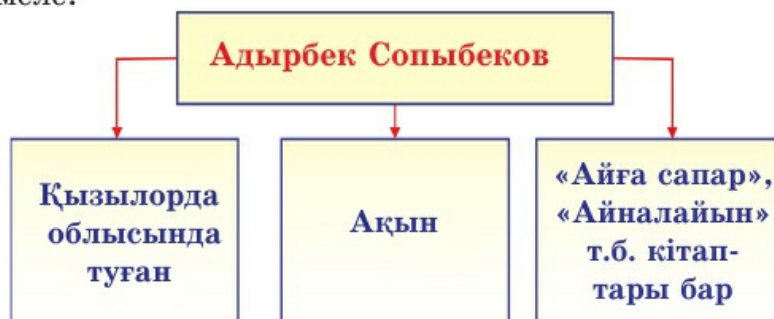 Адырбек Сопыбеков
Қызылорда
облысында
туған
Ақын
«Айға сапар»,
«Айналайын»
т.б. кітап-
тары бар